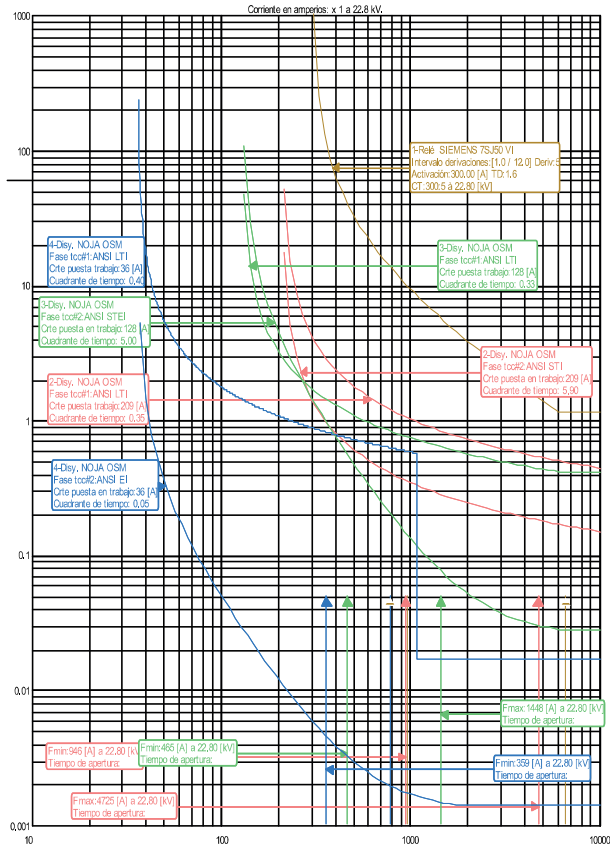 Corriente en amperios: x 1 a 22.8 kV.
1000
100
1-Relé SIEMENS 7SJ50 VI
Intervalo derivaciones:[1.0 / 12.0] Deriv:5
Activación:300.00 [A] TD:1.6
CT: 300:5 á 22.80 [kV]
4-Disy, NOJA OSM
Fase tcc#1:ANSI LTI
Crte puesta trabajo:36 [A]
Cuadrante de tiempo: 0,40
3-Disy, NOJA OSM
Fase tcc#1:ANSI LTI
Crte puesta trabajo 128 [A]
Cuadrante de tiempo: 0.33
10
3-Disy, NOJA OSM
Fase tcc#2:ANSI STEI
Crte puesta en trabajo:128 [A]
Cuadrante de tiempo: 5,00
2-Disy, NOJA OSM
Fase tcc#2:ANSI STI
Crte puesta en trabajo:209 [A]
Cuadrante de tiempo: 5,90
2-Disy, NOJA OSM
Fase tcc#1:ANSI LTI
Crte puesta trabajo:209 [A]
Cuadrante de tiempo: 0,35
1
4-Disy, NOJA OSM
Fase tcc#2:ANSI EI
Crte puesta en trabajo:36 [A]
Cuadrante de tiempo: 0,05
0.1
0.01
Fmax:1448 [A] a 22.80 [kV]
Tiempo de apertura:
Fmin:946 [A] a 22.80 [kV]
Tiempo de apertura:
Fmin:465 [A] a 22.80 [kV]
Tiempo de apertura:
Fmin:359 [A] a 22.80 [kV]
Tiempo de apertura:
Fmax:4725 [A] a 22.80 [kV]
Tiempo de apertura:
0,001
10
100
1000
10000